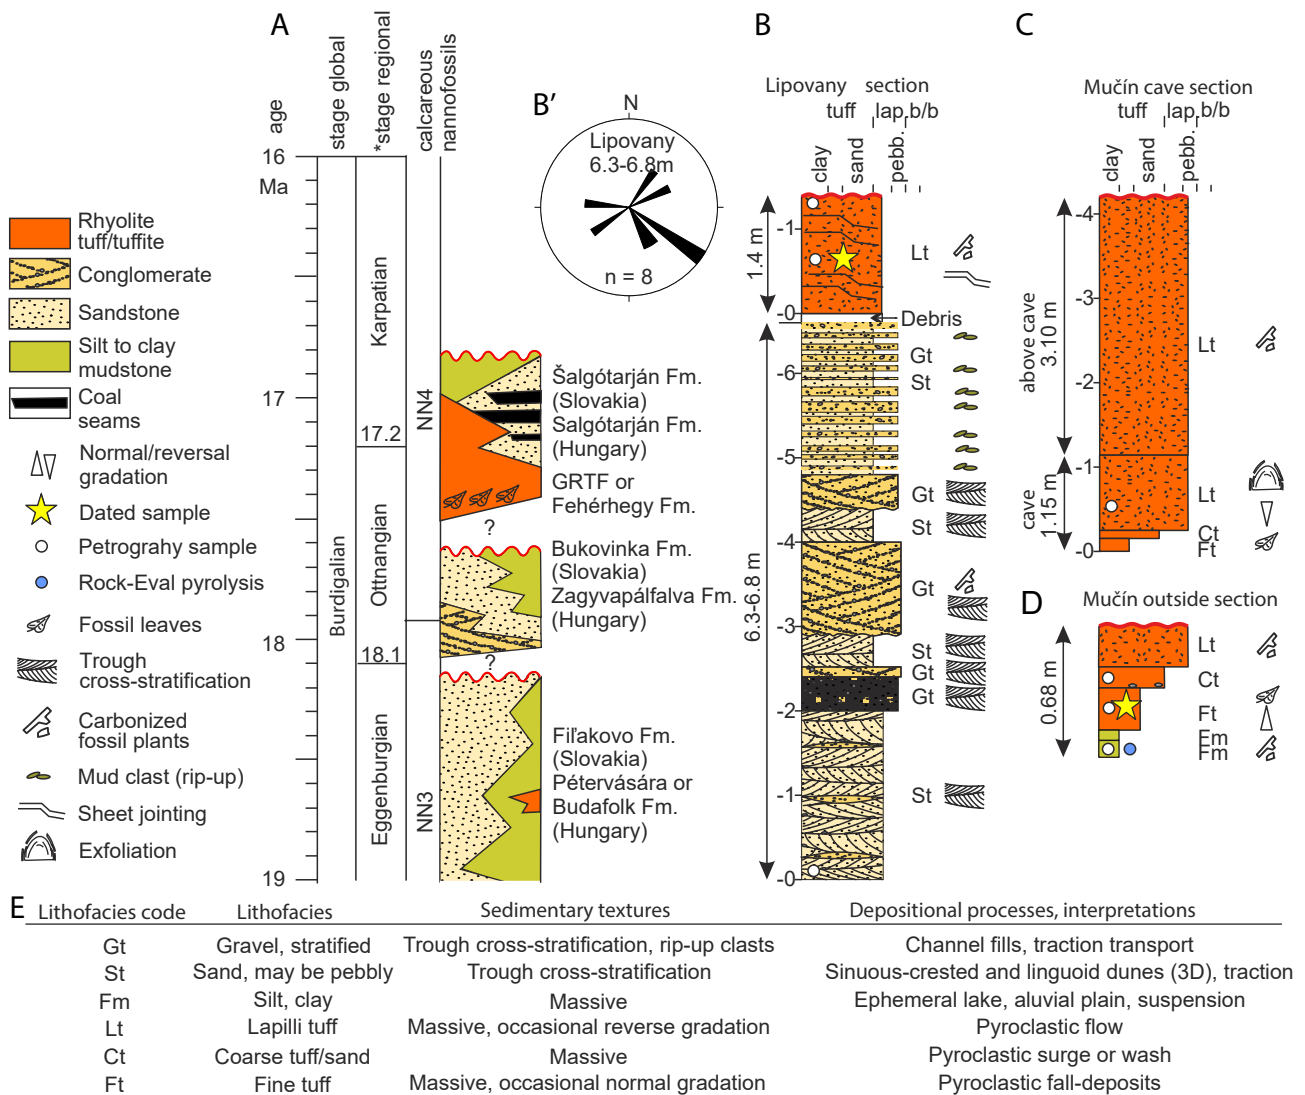 A
age
stage global
*stage regional
calcareous
nannofossils
16
Ma
17
18
19
Burdigalian
Karpatian
Ottnangian
Eggenburgian
17.2
18.1
NN4
NN3
?
?
Šalgótarján Fm.
(Slovakia)
Salgótarján Fm.
(Hungary)
GRTF or
Fehérhegy Fm.
Bukovinka Fm.
(Slovakia)
Zagyvapálfalva Fm.
(Hungary)
Fiľakovo Fm.
(Slovakia)
Pétervására or
Budafolk Fm.
(Hungary)
Rhyolite
tuff/tuffite
Conglomerate
Sandstone
Silt to clay
mudstone
Coal
seams
Normal/reversal
gradation
Dated sample
Petrograhy sample
Rock-Eval pyrolysis
Fossil leaves
Trough
cross-stratification
Carbonized
fossil plants
Mud clast (rip-up)
Sheet jointing
Exfoliation
B'
N
Lipovany
6.3-6.8m
n = 8
B
Lipovany section
tuff lap. b/b
clay
sand
pebb.
1.4 m
6.3-6.8 m
-1
-0
-6
-5
-4
-3
-2
-1
-0
Lt
Debris
Gt
St
Gt
St
Gt
St
Gt
Gt
St
C
Mučín cave section
tuff lap. b/b
clay
sand
pebb.
above cave
3.10 m
cave
1.15 m
-4
-3
-2
-1
-0
Lt
Lt
Ct
Ft
D
Mučín outside section
0.68 m
Lt
Ct
Ft
Fm
Fm
E
Lithofacies code Lithofacies Sedimentary textures Depositional processes, interpretations
Gt Gravel, stratified Trough cross-stratification, rip-up clasts Channel fills, traction transport
St Sand, may be pebbly Trough cross-stratification Sinuous-crested and linguoid dunes (3D), traction
Fm Silt, clay Massive Ephemeral lake, aluvial plain, suspension
Lt Lapilli tuff Massive, occasional reverse gradation Pyroclastic flow
Ct Coarse tuff/sand Massive Pyroclastic surge or wash
Ft Fine tuff Massive, occasional normal gradation Pyroclastic fall-deposits